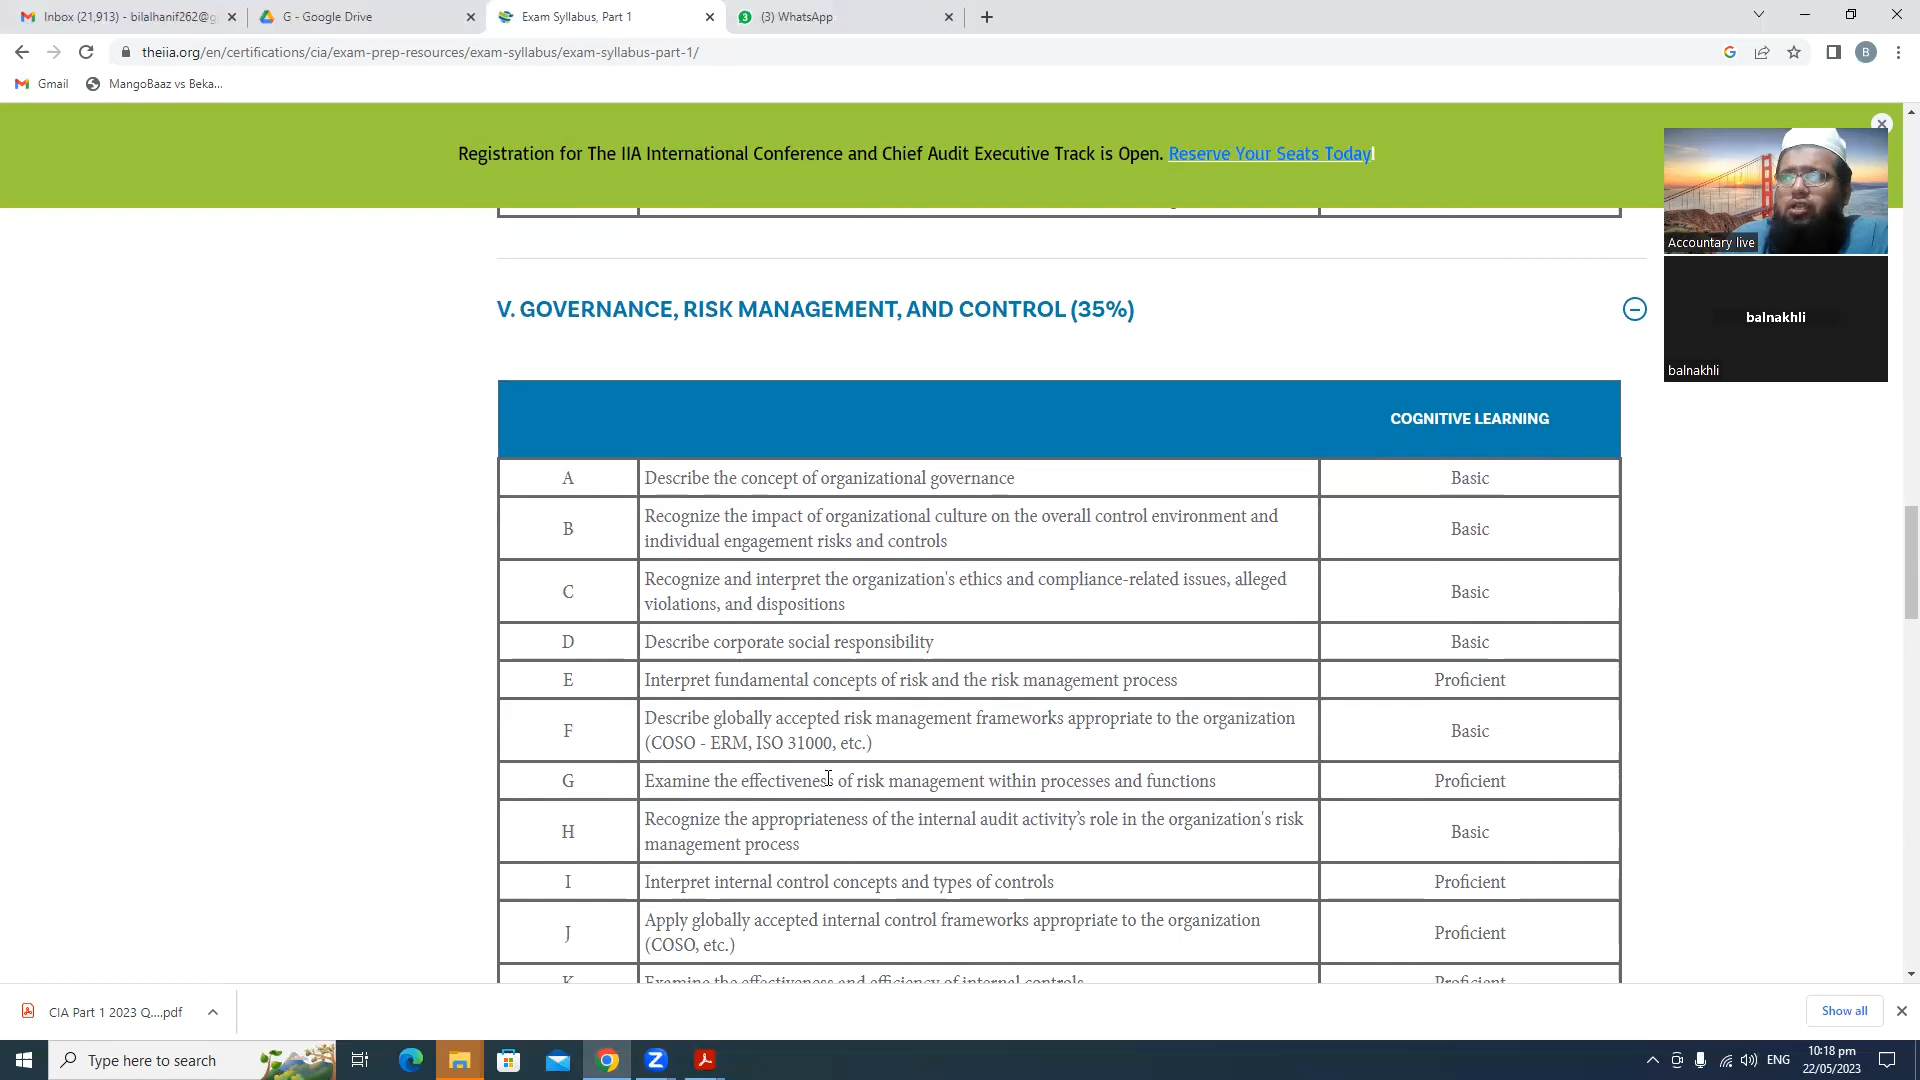 Inbox (21,913) - bilalhanif262@g
G - Google Drive
Exam Syllabus, Part 1
3 (3) WhatsApp
theiia.org/en/certifications/cia/exam-prep-resources/exam-syllabus/exam-syllabus-part-1/
B
Gmail
MangoBaaz vs Beka...
Registration for The IIA International Conference and Chief Audit Executive Track is Open. Reserve Your Seats Today!
Accountary live
balnakhli
balnakhli
V. GOVERNANCE, RISK MANAGEMENT, AND CONTROL (35%)
COGNITIVE LEARNING
A Describe the concept of organizational governance Basic
B Recognize the impact of organizational culture on the overall control environment and
individual engagement risks and controls Basic
C Recognize and interpret the organization's ethics and compliance-related issues, alleged
violations, and dispositions Basic
D Describe corporate social responsibility Basic
E Interpret fundamental concepts of risk and the risk management process Proficient
F Describe globally accepted risk management frameworks appropriate to the organization
(COSO - ERM, ISO 31000, etc.) Basic
G Examine the effectiveness of risk management within processes and functions Proficient
H Recognize the appropriateness of the internal audit activity’s role in the organization's risk
management process Basic
I Interpret internal control concepts and types of controls Proficient
J Apply globally accepted internal control frameworks appropriate to the organization
(COSO, etc.) Proficient
K Examine the effectiveness and efficiency of internal controls Proficient
CIA Part 1 2023 Q....pdf
Show all
Type here to search
ENG
10:18 pm
22/05/2023